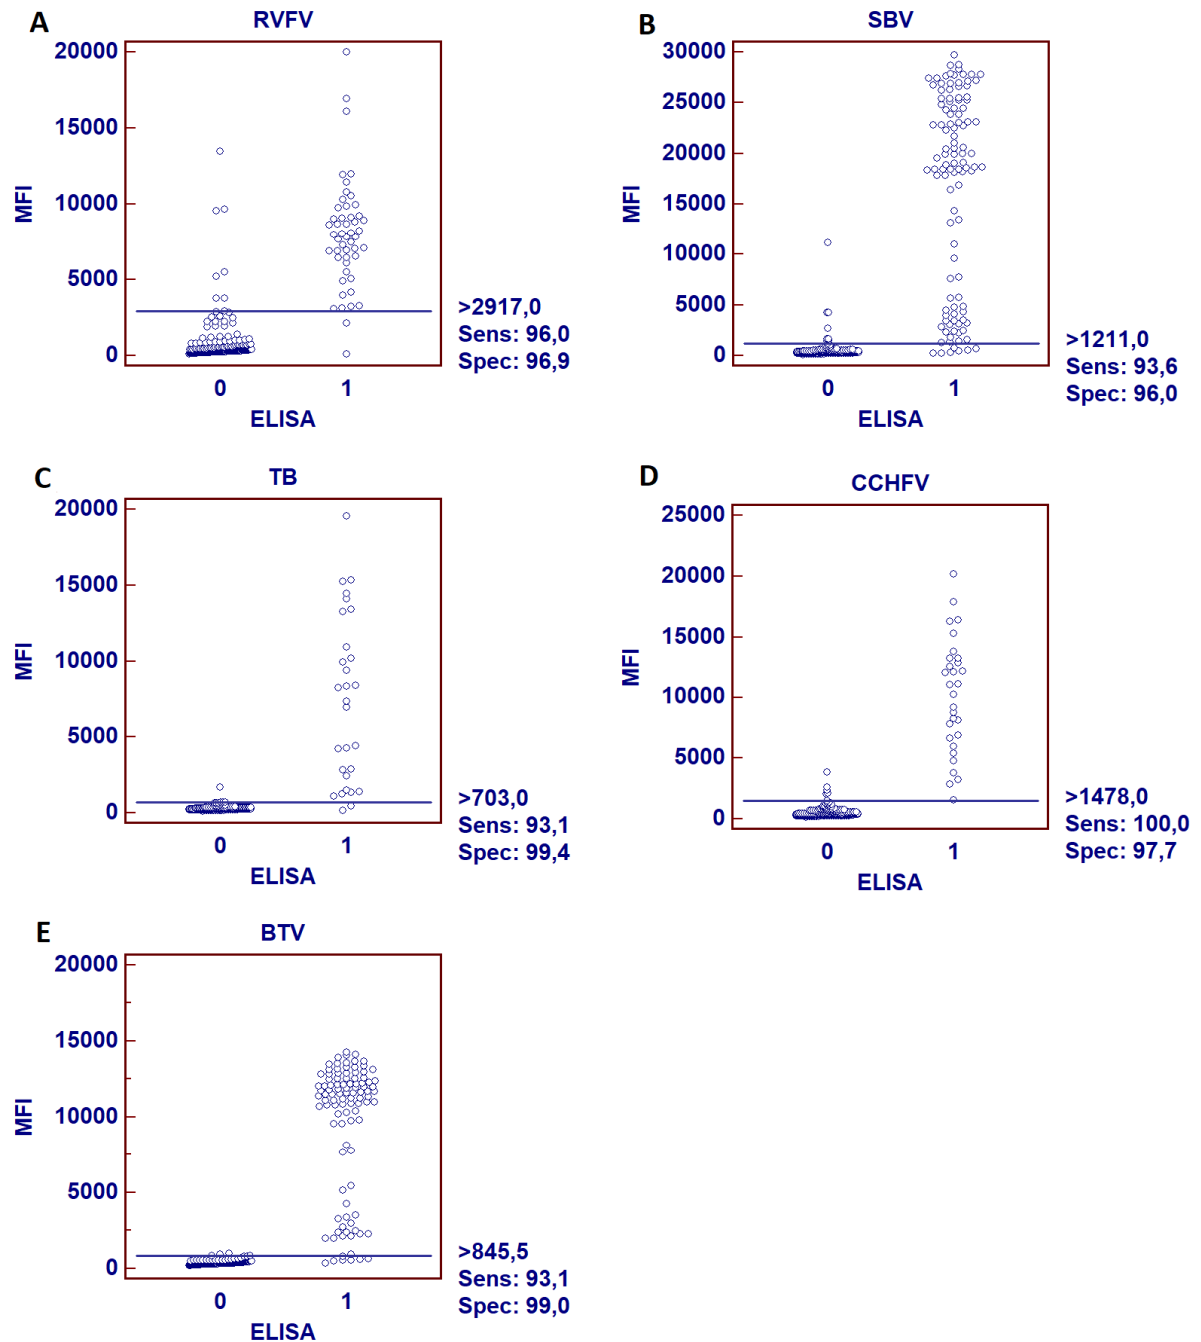 A
RVFV
20000
15000
10000
5000
0
MFI
0 1
ELISA
>2917,0
Sens: 96,0
Spec: 96,9
B
SBV
30000
25000
20000
15000
10000
5000
0
MFI
0 1
ELISA
>1211,0
Sens: 93,6
Spec: 96,0
C
TB
20000
15000
10000
5000
0
MFI
0 1
ELISA
>703,0
Sens: 93,1
Spec: 99,4
D
CCHFV
25000
20000
15000
10000
5000
0
MFI
0 1
ELISA
>1478,0
Sens: 100,0
Spec: 97,7
E
BTV
20000
15000
10000
5000
0
MFI
0 1
ELISA
>845,5
Sens: 93,1
Spec: 99,0